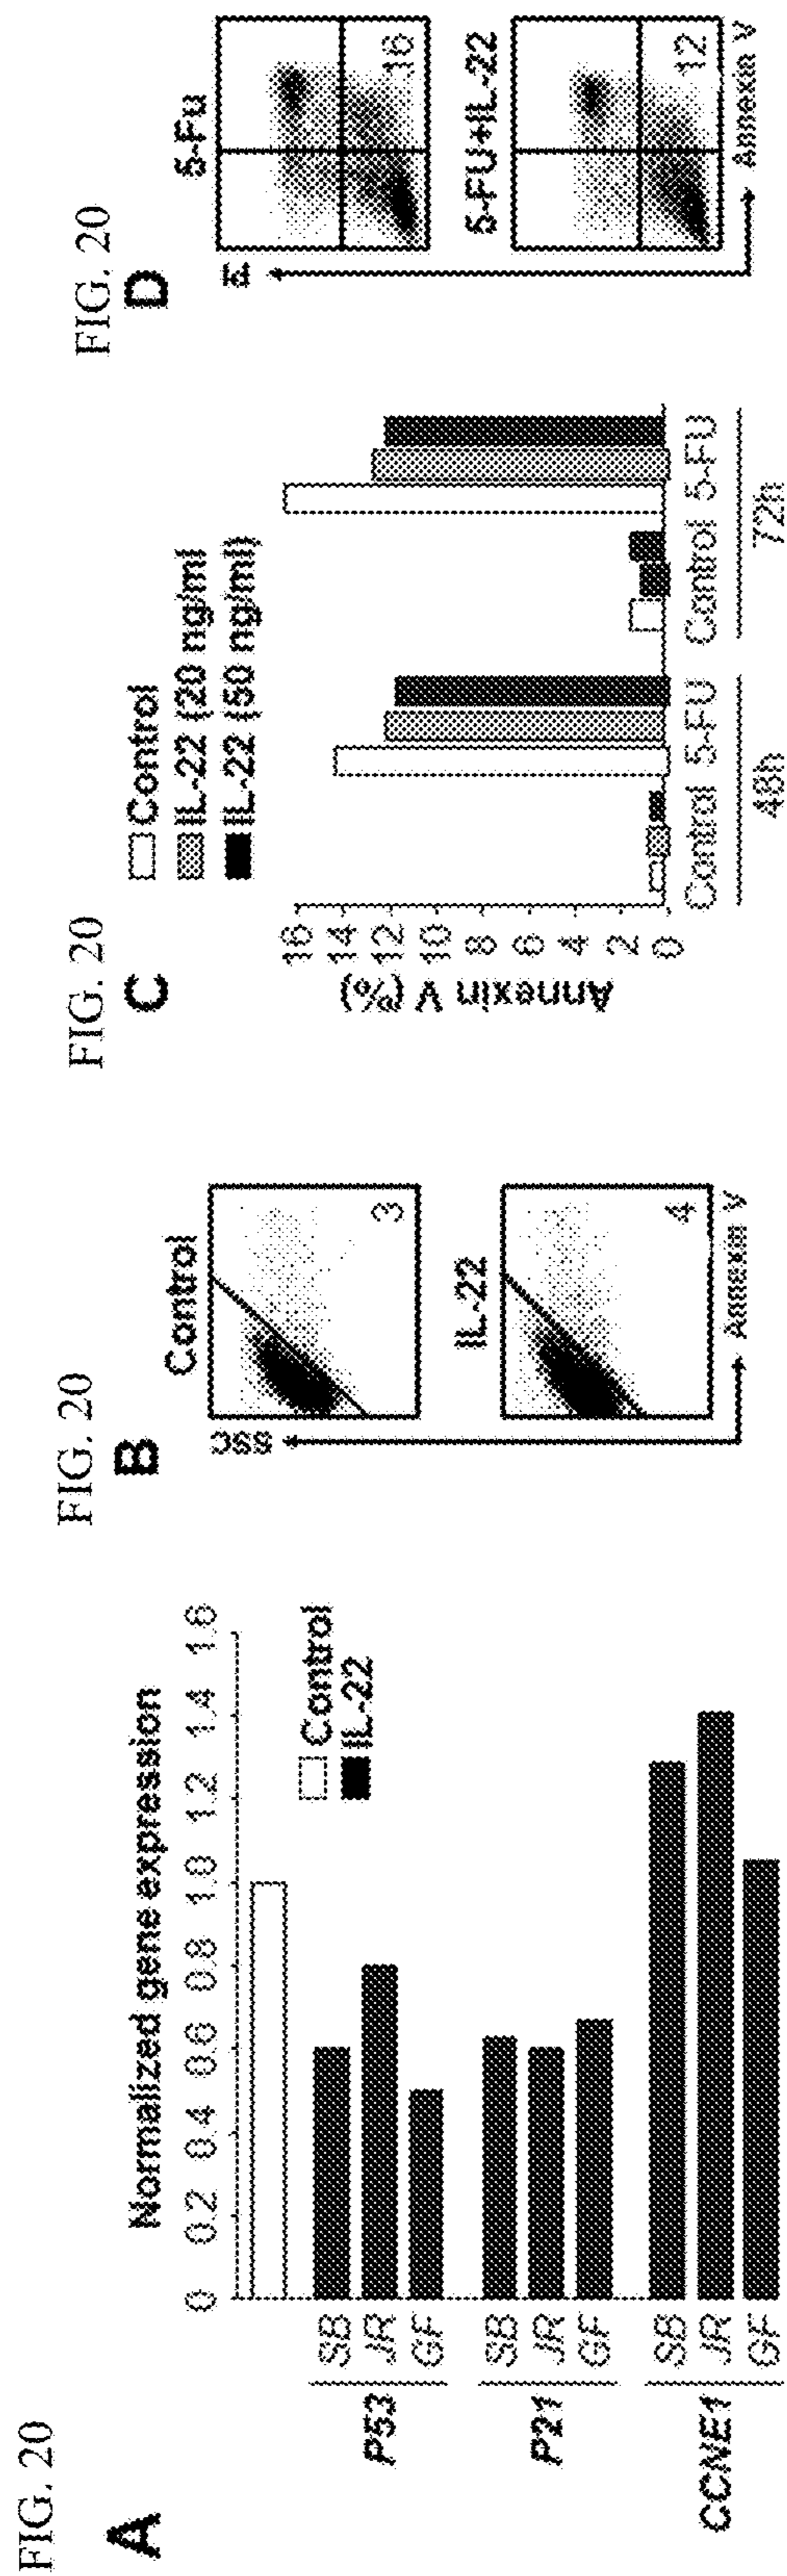 FIG. 20
A
Normalized gene expression
0 0.2 0.4 0.6 0.8 1.0 1.2 1.4 1.6
Control
IL-22
SB
JR
GF
P53
SB
JR
GF
P21
SB
JR
GF
CCNE1
FIG. 20
B
Control
SSC
3
IL-22
4
Annexin V
FIG. 20
C
Control
IL-22 (20 ng/ml
IL-22 (50 ng/ml)
Annexin V (%)
16
14
12
10
8
6
4
2
0
Control 5-FU Control 5-FU
48h 72h
FIG. 20
D
5-Fu
PI
16
5-FU+IL-22
12
Annexin V